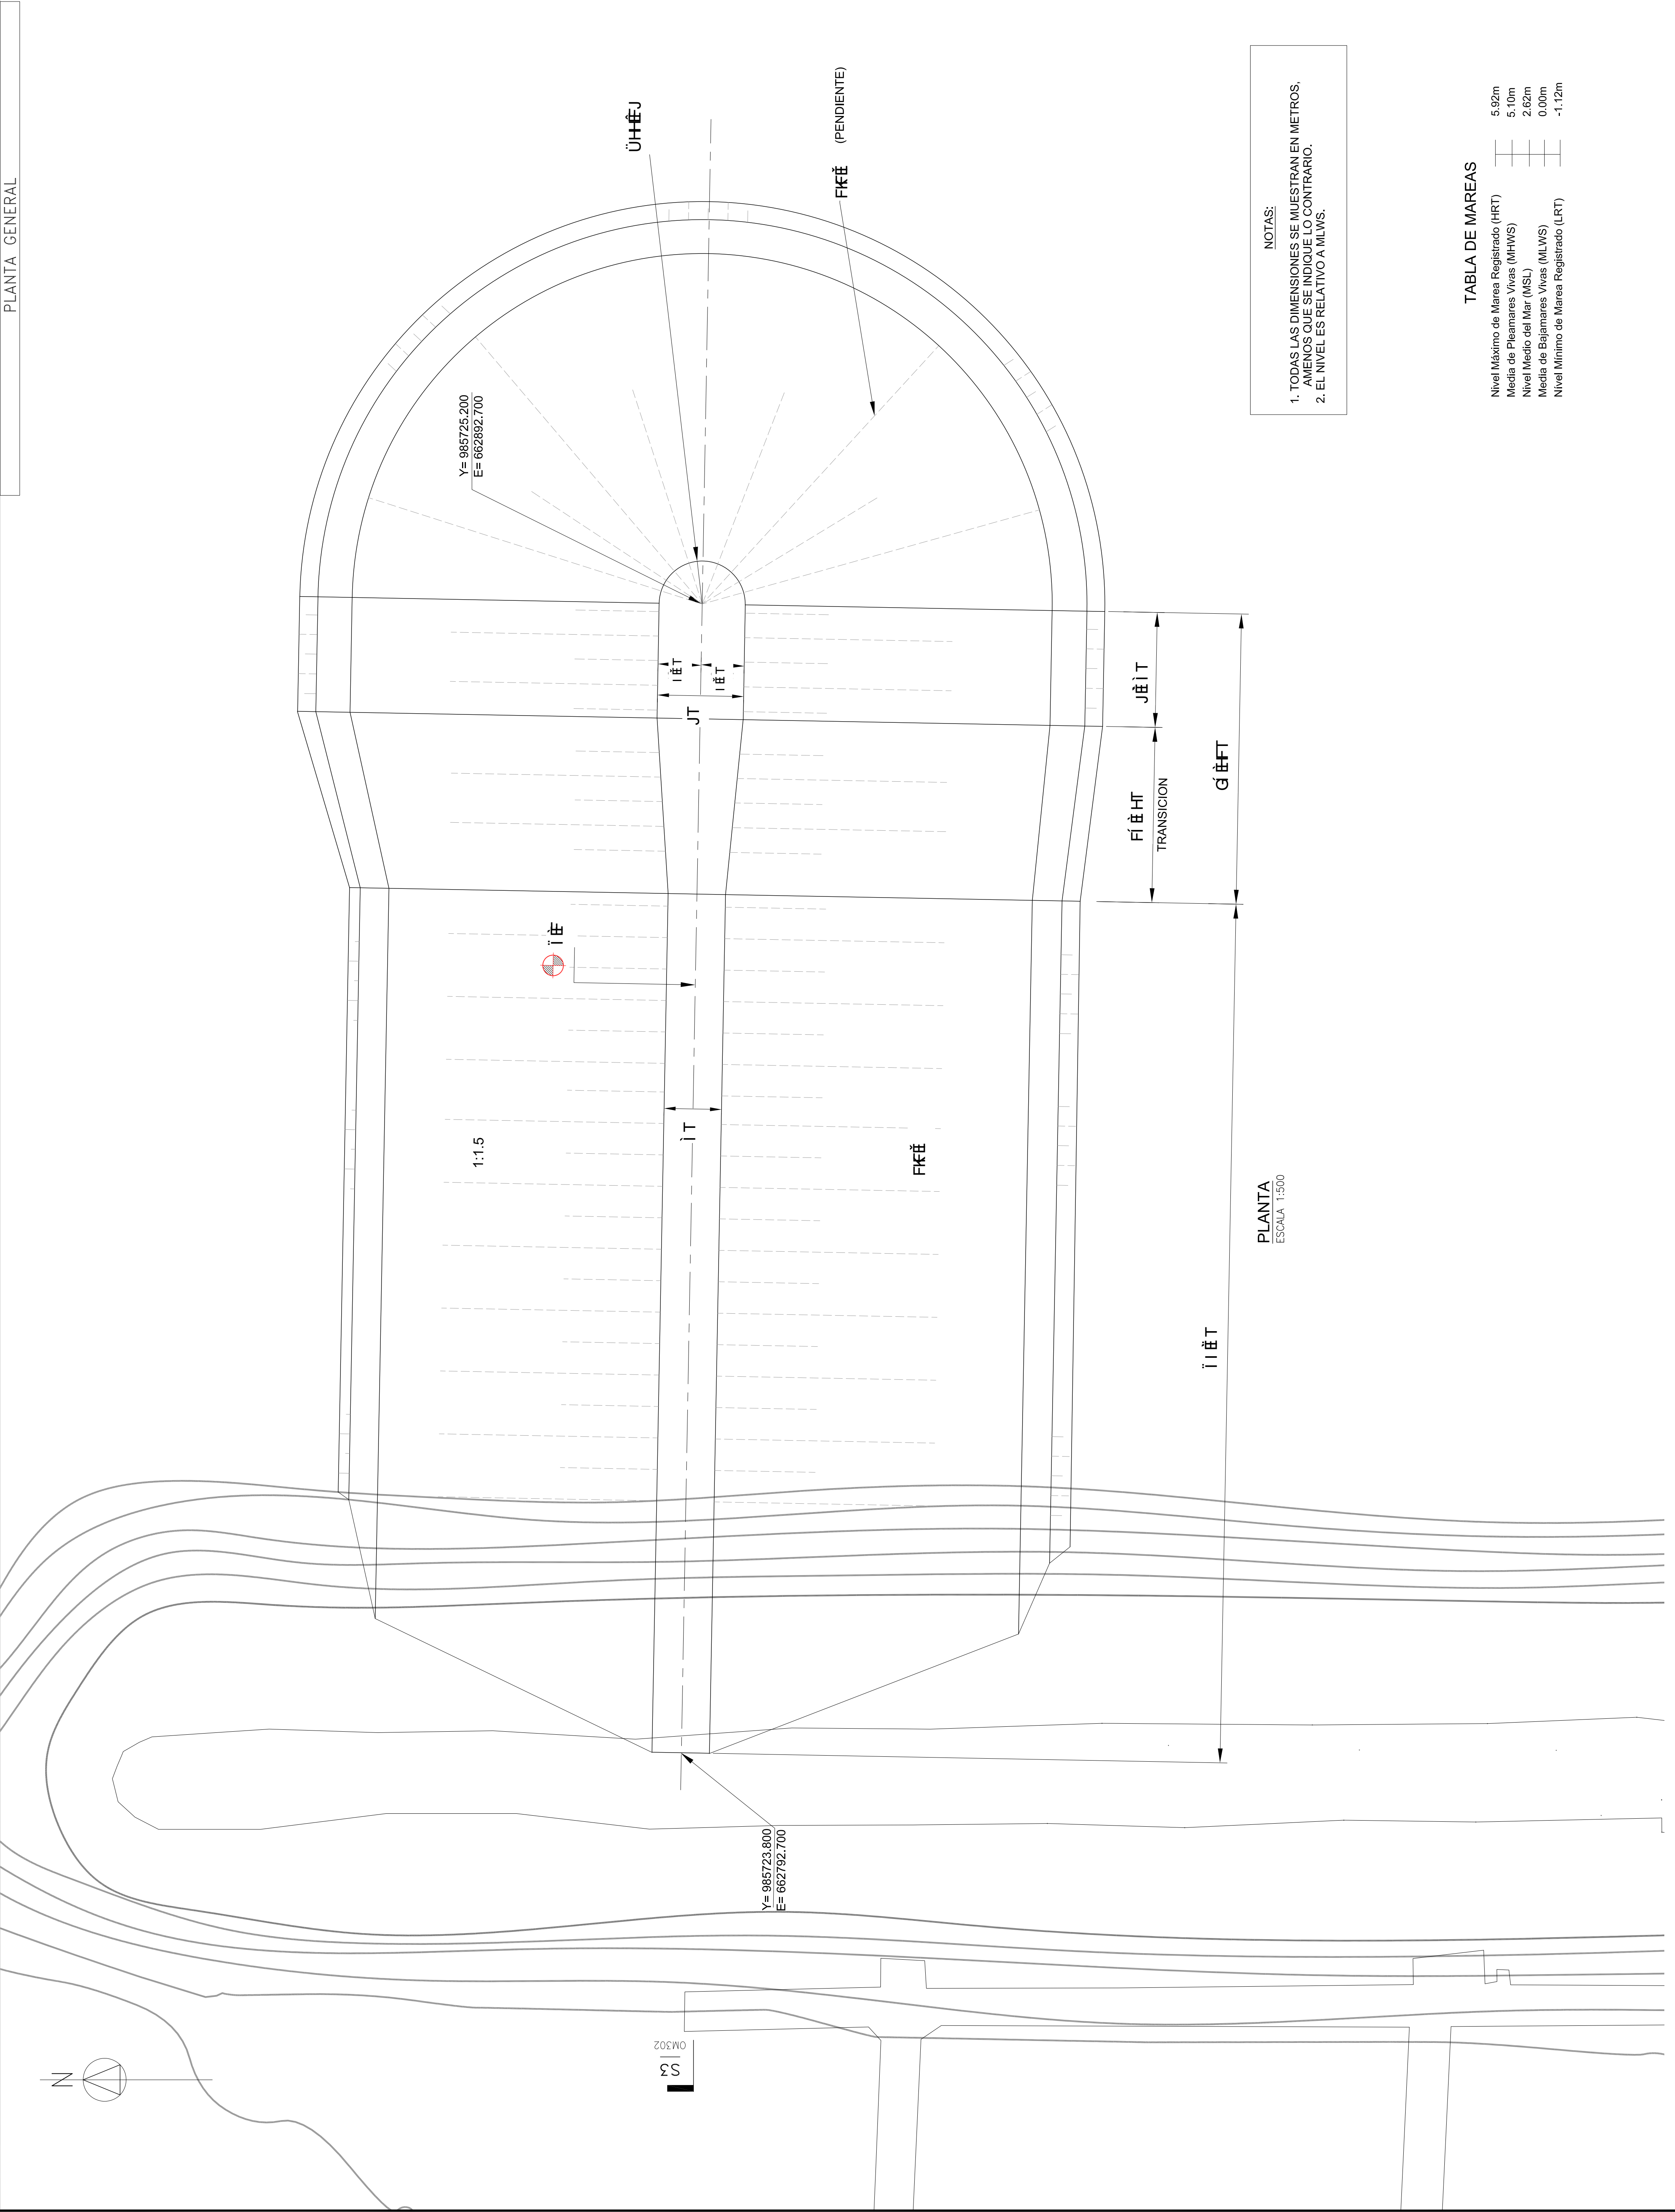 PLANTA GENERAL
Y= 985725.200
E= 662892.700
(PENDIENTE)
TRANSICION
1:1.5
PLANTA
ESCALA 1:500
Y= 985723.800
E= 662792.700
N
S3
OM302
NOTAS:
1. TODAS LAS DIMENSIONES SE MUESTRAN EN METROS,
AMENOS QUE SE INDIQUE LO CONTRARIO.
2. EL NIVEL ES RELATIVO A MLWS.
TABLA DE MAREAS
Nivel Máximo de Marea Registrado (HRT) 5.92m
Media de Pleamares Vivas (MHWS) 5.10m
Nivel Medio del Mar (MSL) 2.62m
Media de Bajamares Vivas (MLWS) 0.00m
Nivel Mínimo de Marea Registrado (LRT) -1.12m